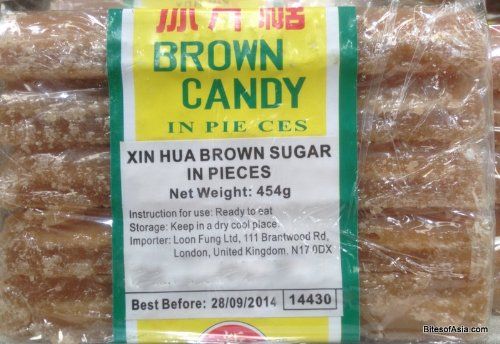 冰片糖
BROWN
CANDY
IN PIECES
XIN HUA BROWN SUGAR
IN PIECES
Net Weight: 454g
Instruction for use: Ready to eat
Storage: Keep in a dry cool place
Importer: Loon Fung Ltd, 111 Brantwood Rd,
London, United Kingdom. N17 0DX
Best Before: 28/09/2014 14430
BitesofAsia.com